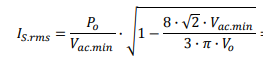 I_{S.rms} = \frac{P_o}{V_{ac.min}} \cdot \sqrt{1 - \frac{8 \cdot \sqrt{2} \cdot V_{ac.min}}{3 \cdot \pi \cdot V_o}} =